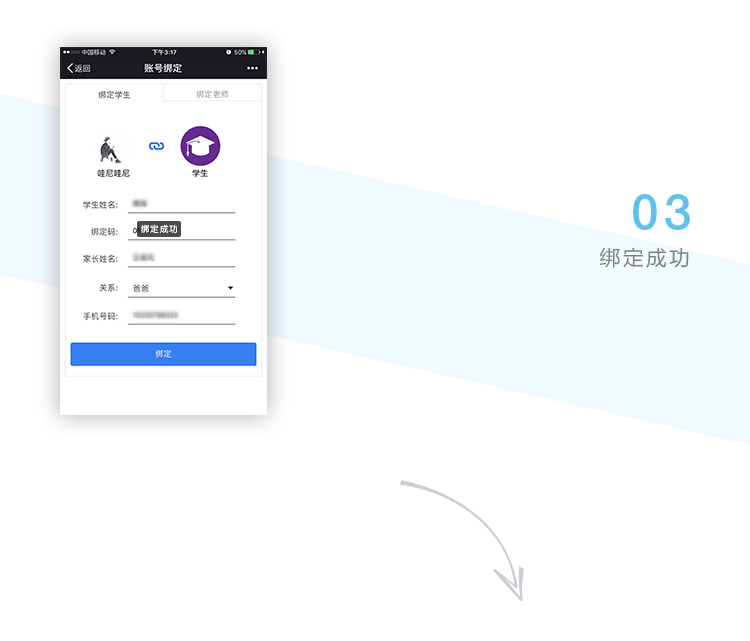 中国移动 下午3:17 50%
返回 账号绑定
绑定学生 绑定老师
哇尼哇尼 学生
学生姓名:
绑定码: 0
绑定成功
家长姓名:
关系: 爸爸
手机号码:
绑定
03
绑定成功